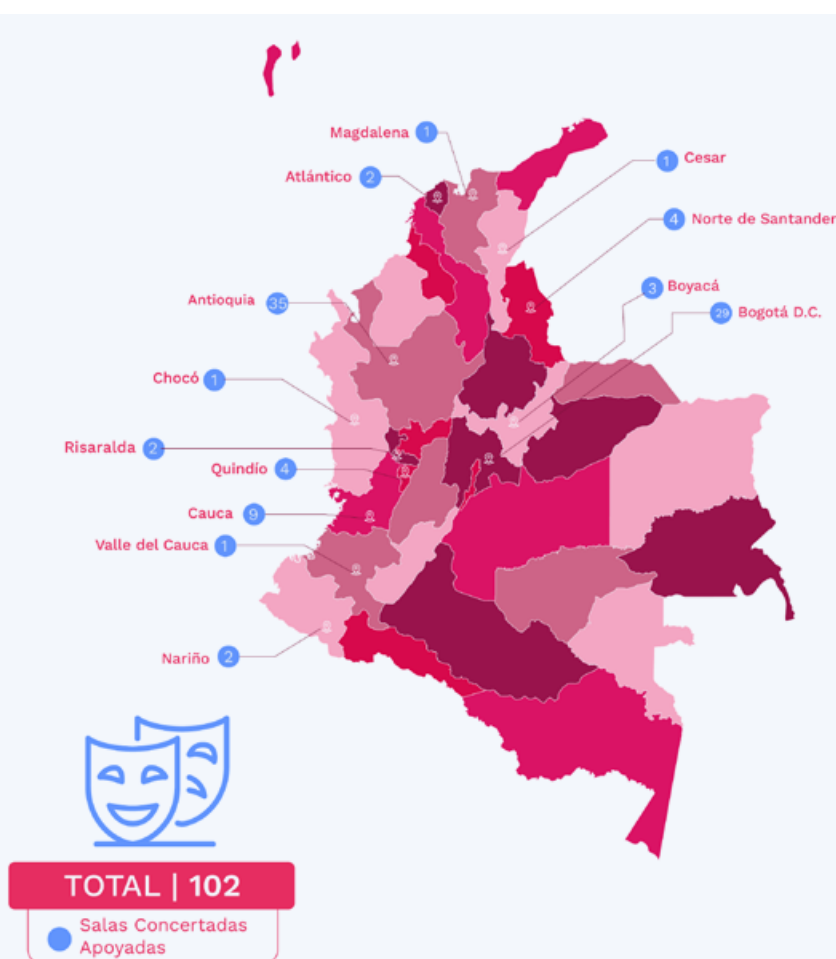 Magdalena 1
Cesar 1
Atlántico 2
Norte de Santander 4
Boyacá 3
Antioquia 35
Bogotá D.C. 29
Chocó 1
Risaralda 2
Quindío 4
Cauca 9
Valle del Cauca 1
Nariño 2
TOTAL | 102
Salas Concertadas
Apoyadas